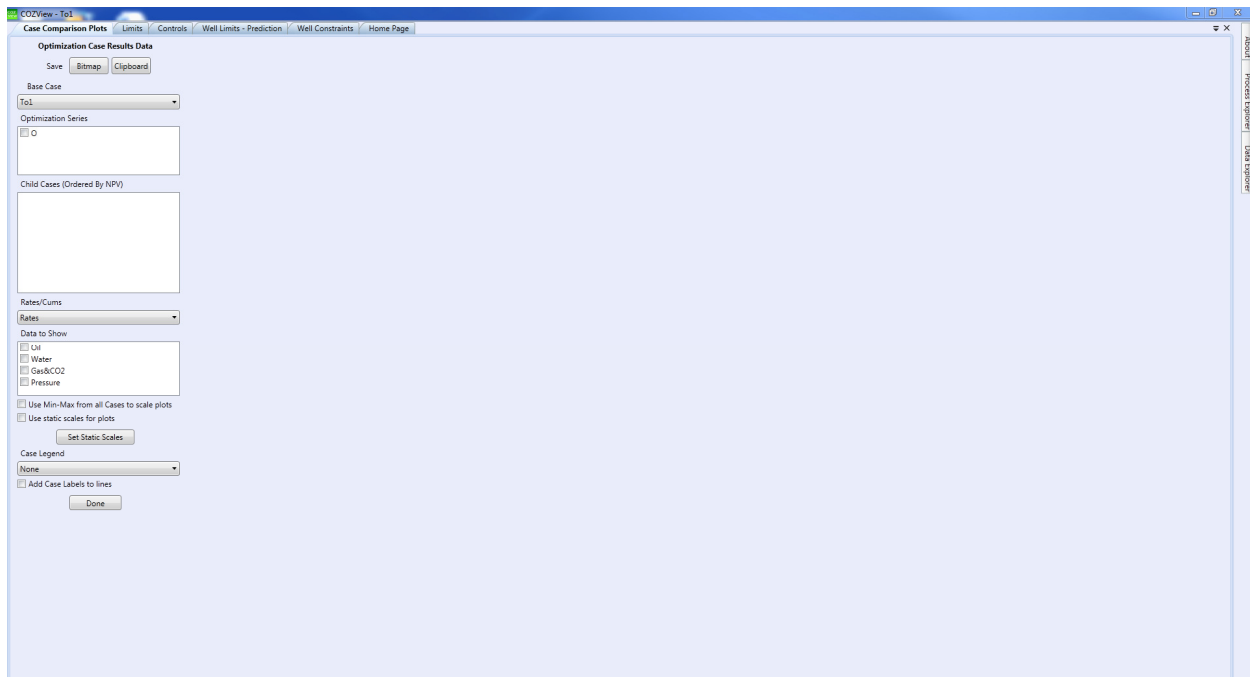 COZView - To1
Case Comparison Plots Limits Controls Well Limits - Prediction Well Constraints Home Page
Optimization Case Results Data
Save Bitmap Clipboard
Base Case
To1
Optimization Series
O
Child Cases (Ordered By NPV)
Rates/Cums
Rates
Data to Show
Oil
Water
Gas&CO2
Pressure
Use Min-Max from all Cases to scale plots
Use static scales for plots
Set Static Scales
Case Legend
None
Add Case Labels to lines
Done
About
Process Explorer
Data Explorer